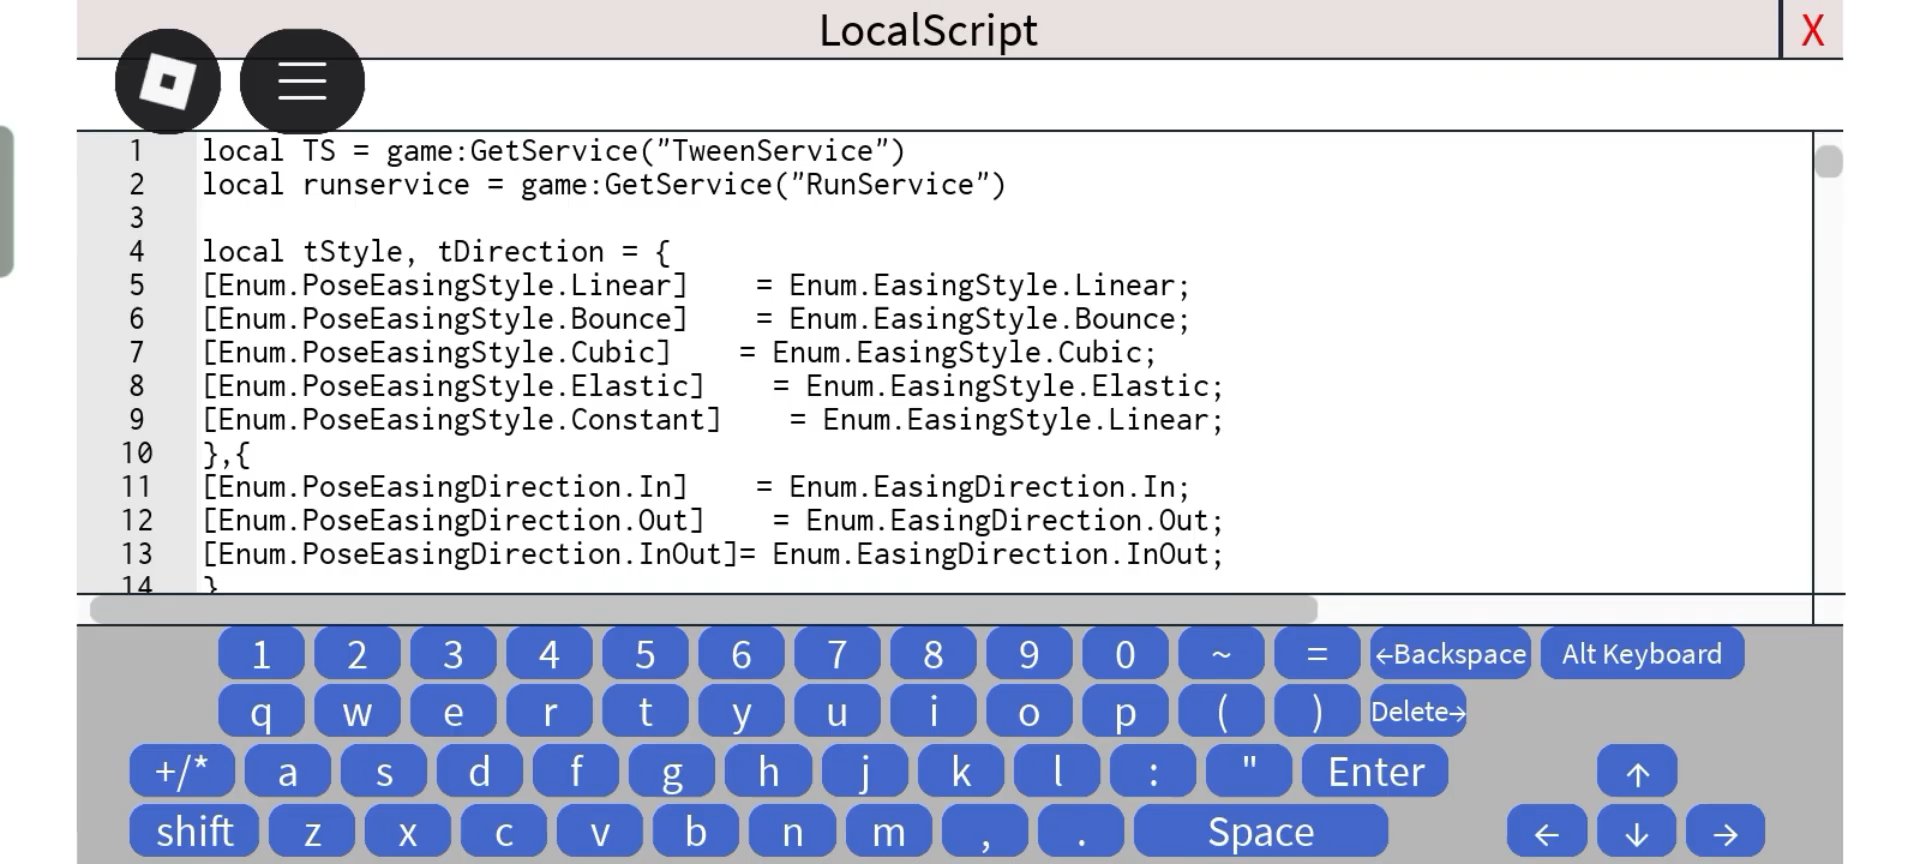 LocalScript
X
1 local TS = game:GetService("TweenService")
2 local runservice = game:GetService("RunService")
3
4 local tStyle, tDirection = {
5 [Enum.PoseEasingStyle.Linear]    = Enum.EasingStyle.Linear;
6 [Enum.PoseEasingStyle.Bounce]    = Enum.EasingStyle.Bounce;
7 [Enum.PoseEasingStyle.Cubic]    = Enum.EasingStyle.Cubic;
8 [Enum.PoseEasingStyle.Elastic]    = Enum.EasingStyle.Elastic;
9 [Enum.PoseEasingStyle.Constant]    = Enum.EasingStyle.Linear;
10 },{
11 [Enum.PoseEasingDirection.In]    = Enum.EasingDirection.In;
12 [Enum.PoseEasingDirection.Out]    = Enum.EasingDirection.Out;
13 [Enum.PoseEasingDirection.InOut]= Enum.EasingDirection.InOut;
14 }
1 2 3 4 5 6 7 8 9 0 ~ = ←Backspace Alt Keyboard
q w e r t y u i o p ( ) Delete→
+/* a s d f g h j k l : " Enter ↑
shift z x c v b n m , . Space ← ↓ →